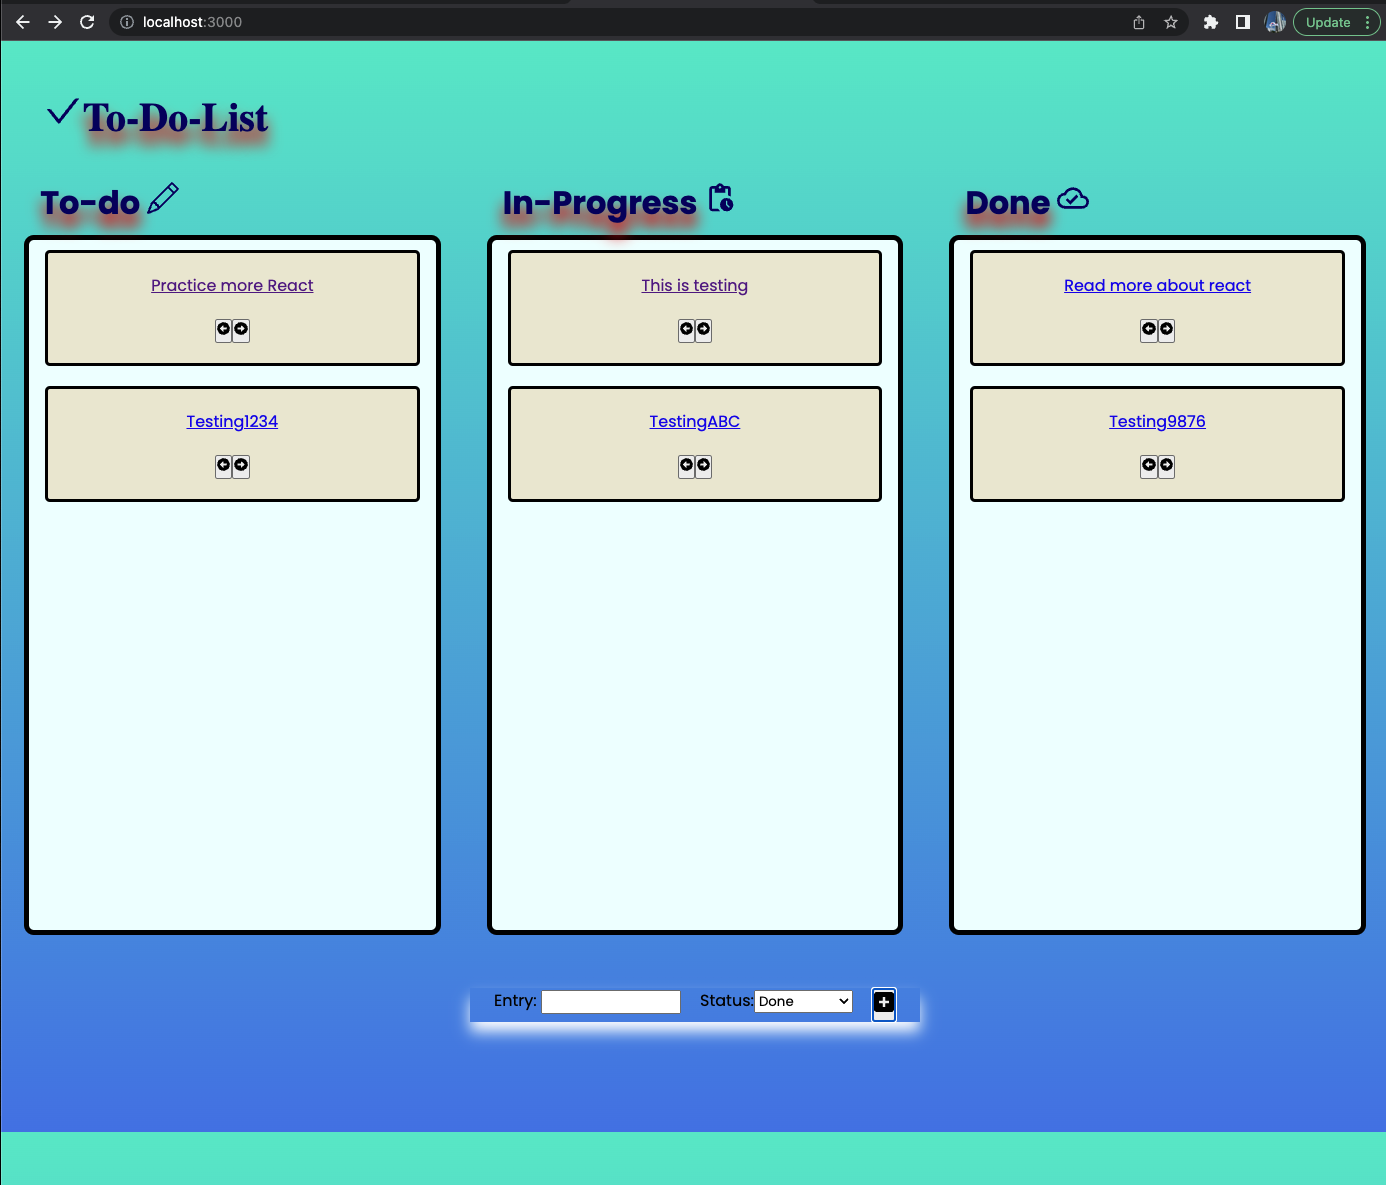 localhost:3000
Update
To-Do-List
To-do
In-Progress
Done
Practice more React
This is testing
Read more about react
Testing1234
TestingABC
Testing9876
Entry:
Status: Done